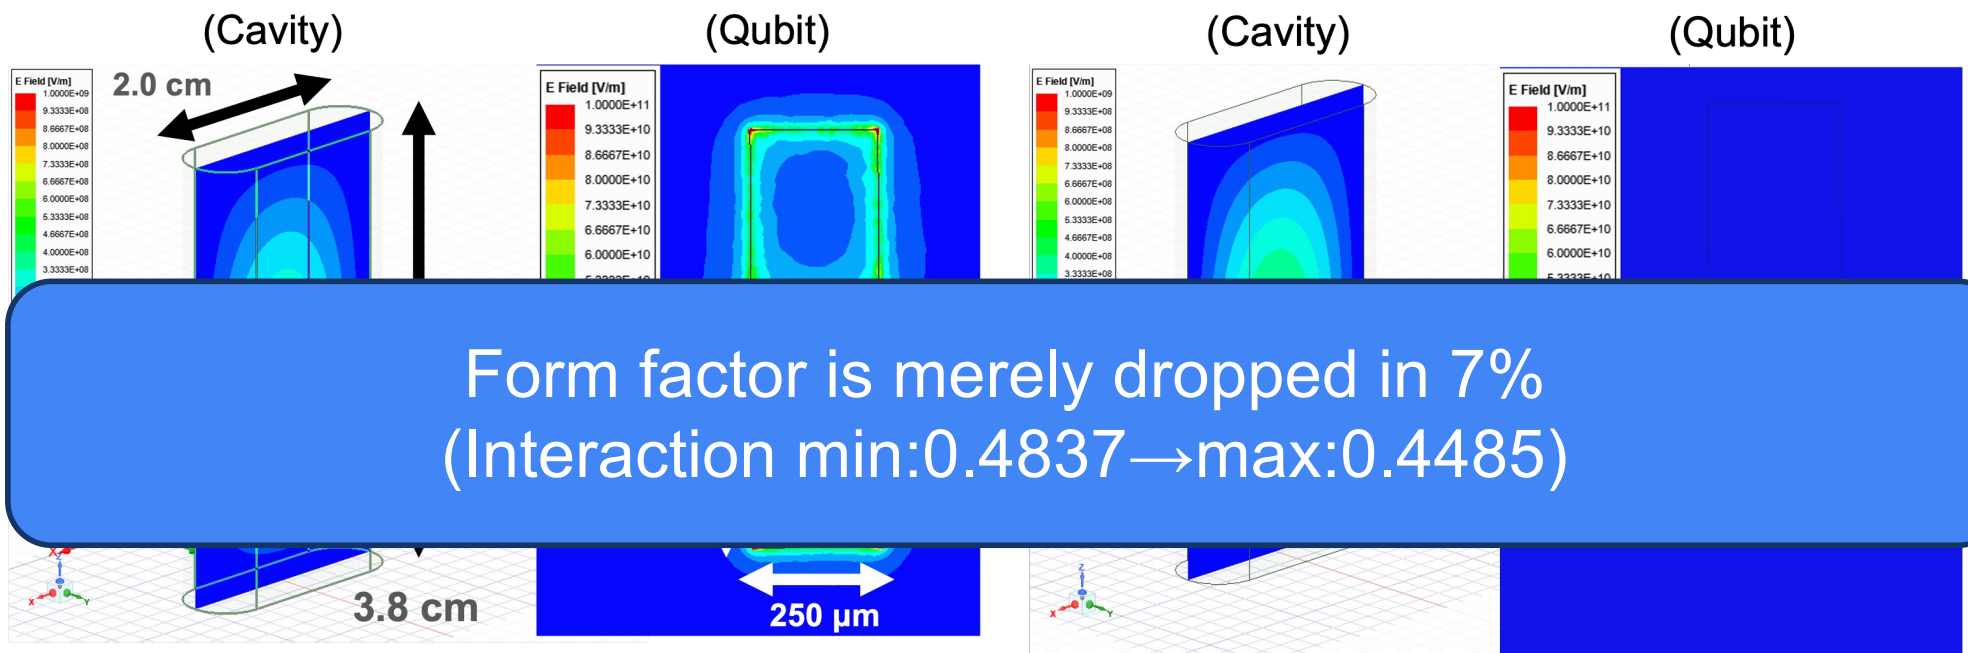 (Cavity)
(Qubit)
(Cavity)
(Qubit)
E Field [V/m]
1.0000E+09
9.3333E+08
8.6667E+08
8.0000E+08
7.3333E+08
6.6667E+08
6.0000E+08
5.3333E+08
4.6667E+08
4.0000E+08
3.3333E+08
2.0 cm
3.8 cm
X
Z
X
Y
E Field [V/m]
1.0000E+11
9.3333E+10
8.6667E+10
8.0000E+10
7.3333E+10
6.6667E+10
6.0000E+10
250 μm
E Field [V/m]
1.0000E+09
9.3333E+08
8.6667E+08
8.0000E+08
7.3333E+08
6.6667E+08
6.0000E+08
5.3333E+08
4.6667E+08
4.0000E+08
3.3333E+08
Z
X
Y
E Field [V/m]
1.0000E+11
9.3333E+10
8.6667E+10
8.0000E+10
7.3333E+10
6.6667E+10
6.0000E+10
Form factor is merely dropped in 7%
(Interaction min:0.4837→max:0.4485)